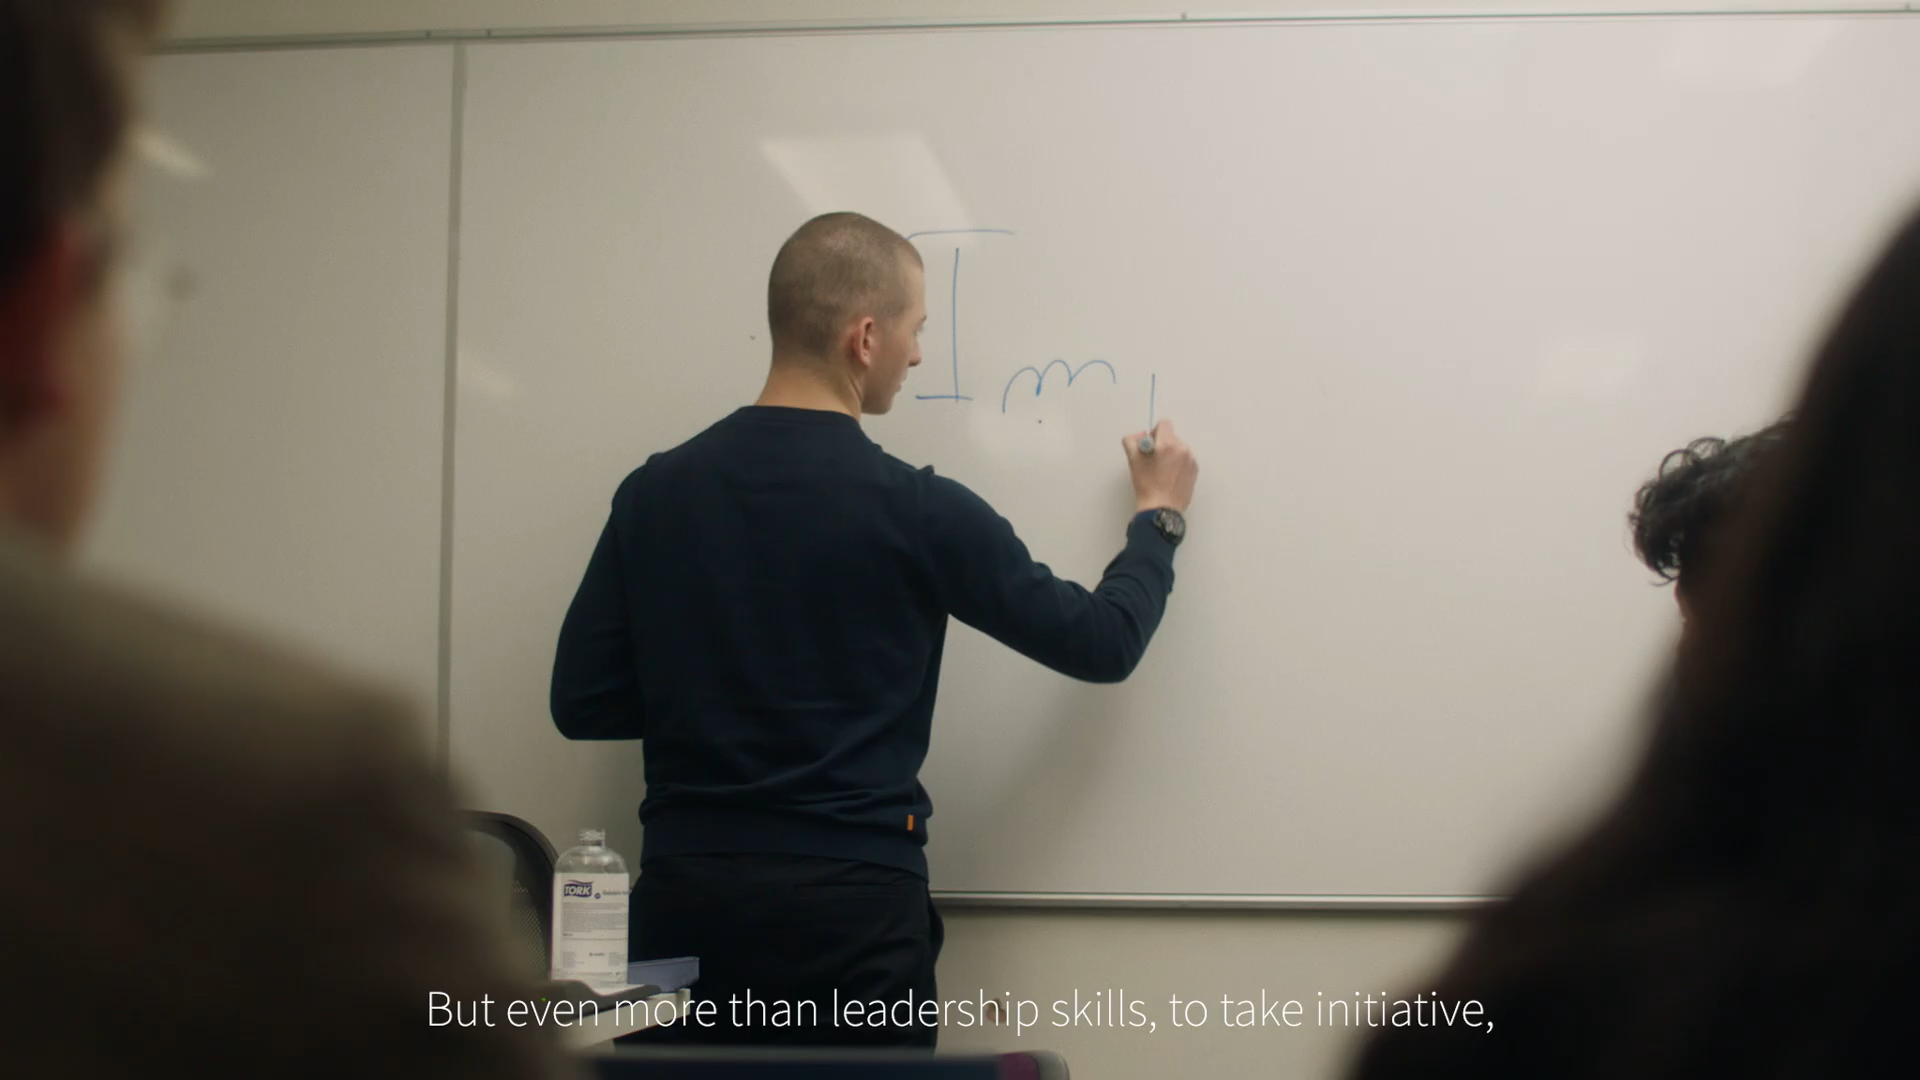 Im
TORK
But even more than leadership skills, to take initiative,